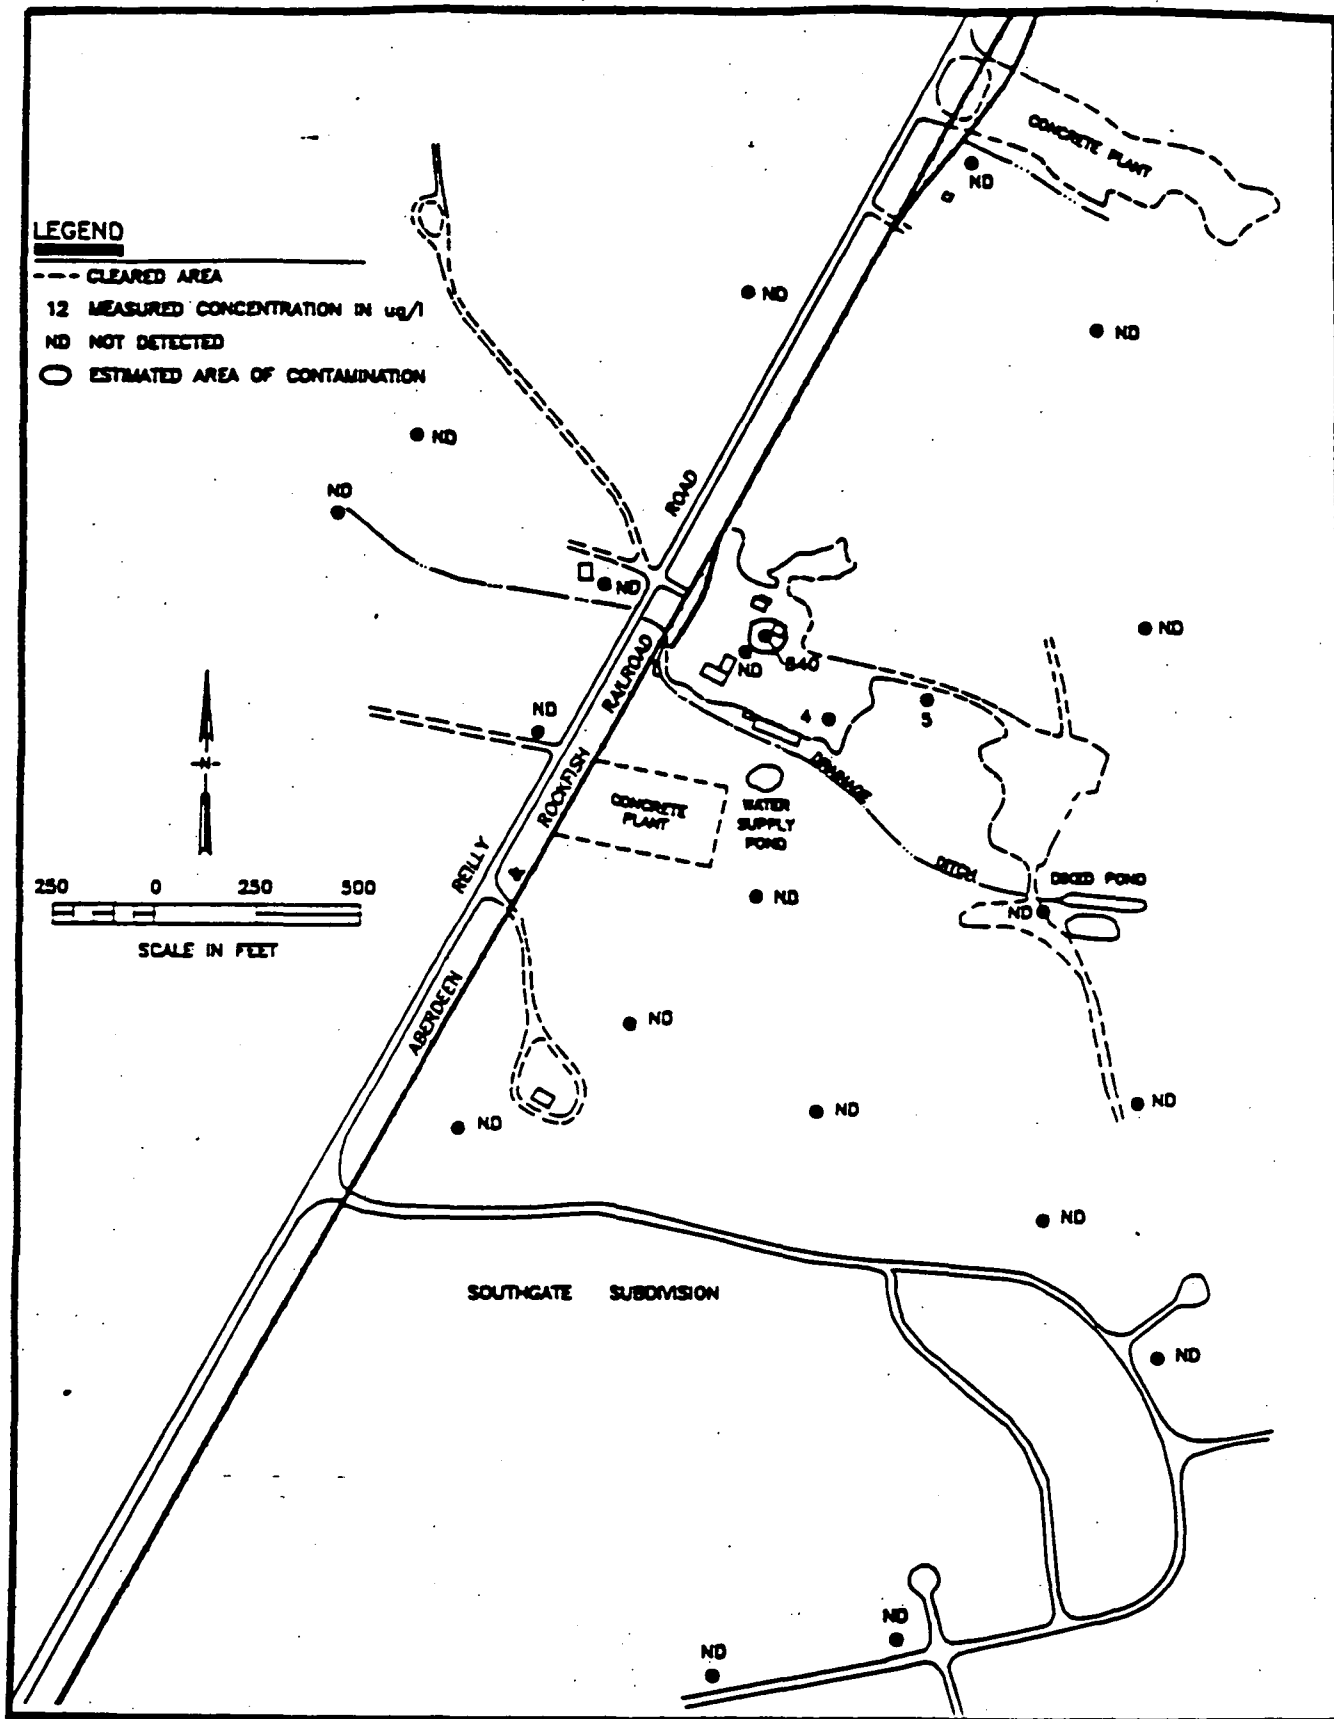 CONCRETE PLANT
ND
LEGEND
CLEARED AREA
12 MEASURED CONCENTRATION IN ug/l
ND NOT DETECTED
ESTIMATED AREA OF CONTAMINATION
ND
ND
ND
ND
ROAD
ND
ND
ND
840
RAILROAD
4
5
ND
-N-
ROCKFISH
DRAINAGE
CONCRETE
PLANT
WATER
SUPPLY
POND
REILLY
&
DITCH
ND
250 0 250 500
SCALE IN FEET
ND
ABERDEEN
ND
ND
ND
ND
ND
SOUTHGATE SUBDIVISION
ND
ND
ND